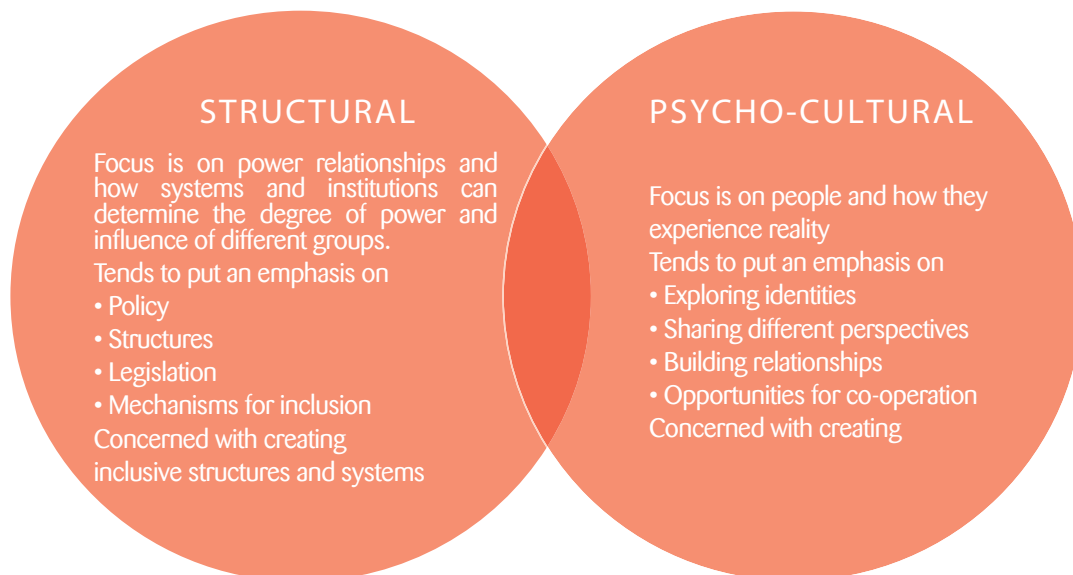 STRUCTURAL
Focus is on power relationships and
how systems and institutions can
determine the degree of power and
influence of different groups.
Tends to put an emphasis on
• Policy
• Structures
• Legislation
• Mechanisms for inclusion
Concerned with creating
inclusive structures and systems
PSYCHO-CULTURAL
Focus is on people and how they
experience reality
Tends to put an emphasis on
• Exploring identities
• Sharing different perspectives
• Building relationships
• Opportunities for co-operation
Concerned with creating